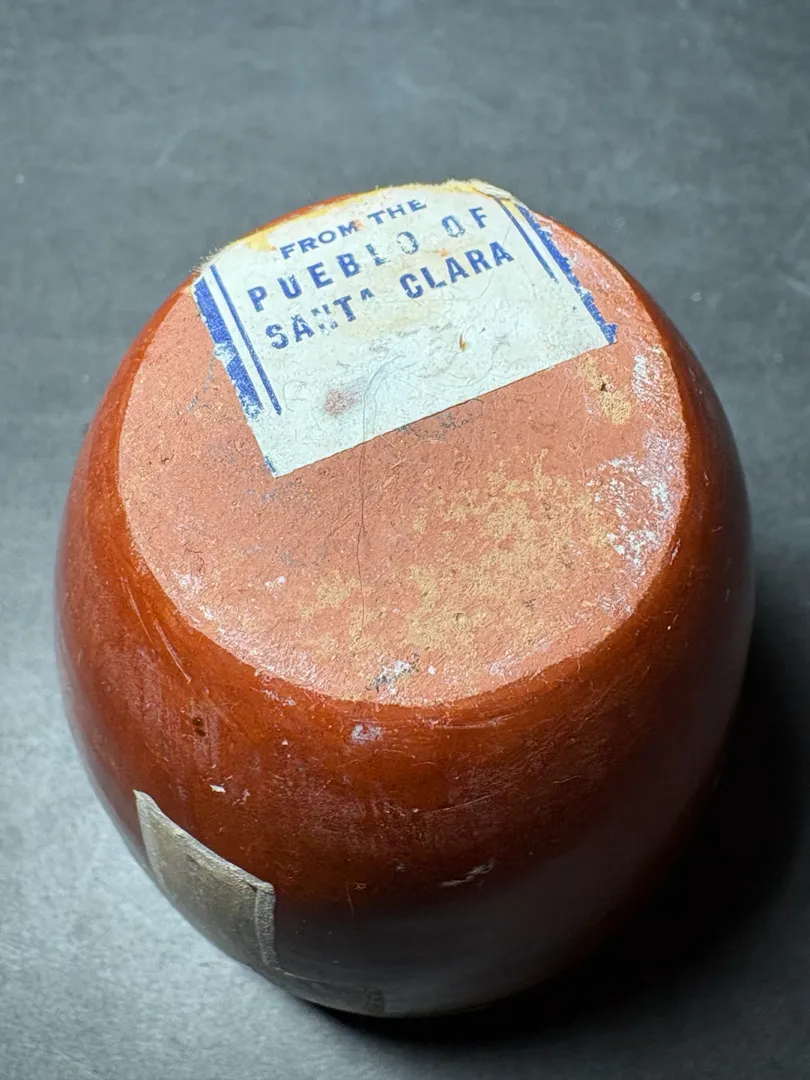 FROM THE
PUEBLO OF
SANTA CLARA